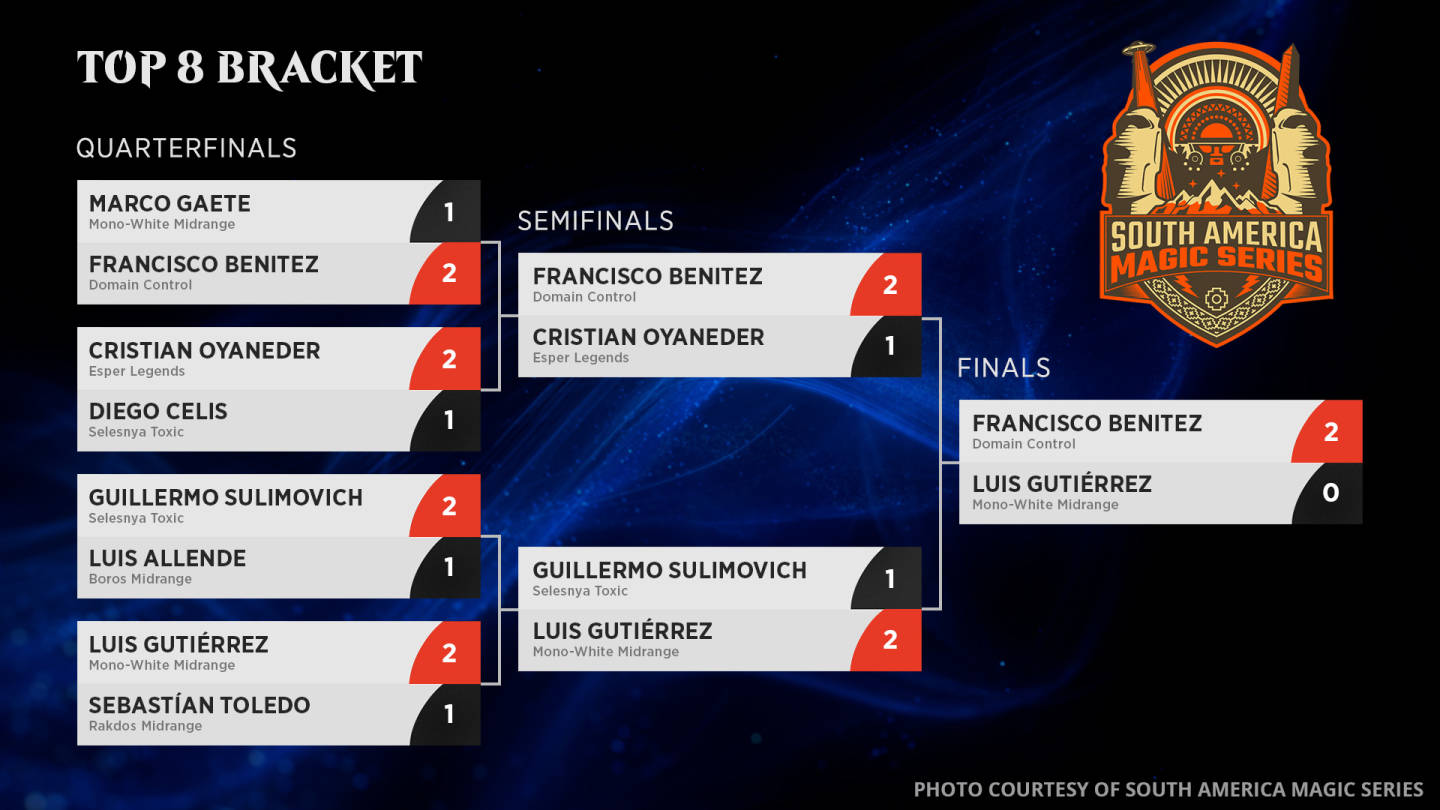 TOP 8 BRACKET
QUARTERFINALS
MARCO GAETE
Mono-White Midrange
1
FRANCISCO BENITEZ
Domain Control
2
CRISTIAN OYANEDER
Esper Legends
2
DIEGO CELIS
Selesnya Toxic
1
GUILLERMO SULIMOVICH
Selesnya Toxic
2
LUIS ALLENDE
Boros Midrange
1
LUIS GUTIÉRREZ
Mono-White Midrange
2
SEBASTÍAN TOLEDO
Rakdos Midrange
1
SEMIFINALS
FRANCISCO BENITEZ
Domain Control
2
CRISTIAN OYANEDER
Esper Legends
1
GUILLERMO SULIMOVICH
Selesnya Toxic
1
LUIS GUTIÉRREZ
Mono-White Midrange
2
FINALS
FRANCISCO BENITEZ
Domain Control
2
LUIS GUTIÉRREZ
Mono-White Midrange
0
SOUTH AMERICA
MAGIC SERIES
PHOTO COURTESY OF SOUTH AMERICA MAGIC SERIES